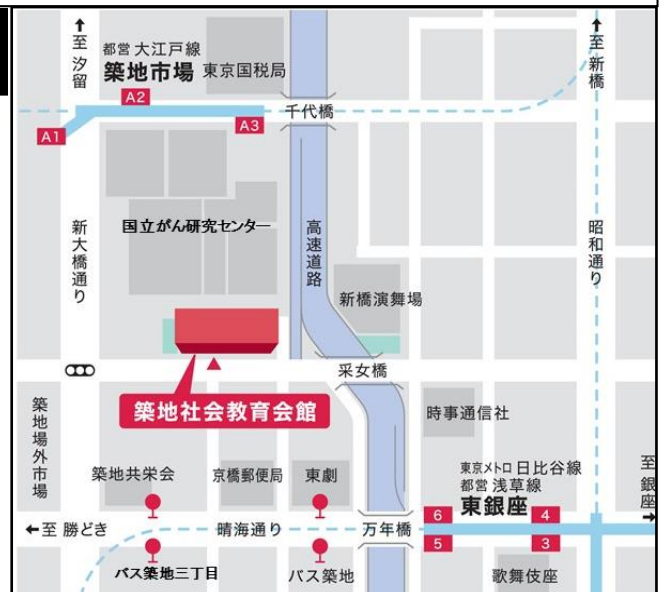 ↑至 汐留
都営 大江戸線
築地市場
東京国税局
↑至 新橋
A2
A1
A3
千代橋
国立がん研究センター
新大橋通り
高速道路
昭和通り
新橋演舞場
采女橋
築地社会教育会館
築地場外市場
時事通信社
築地共栄会
京橋郵便局
東劇
東京メトロ 日比谷線
都営 浅草線
東銀座
至 銀座→
6
4
←至 勝どき
晴海通り
万年橋
5
3
バス築地三丁目
バス築地
歌舞伎座